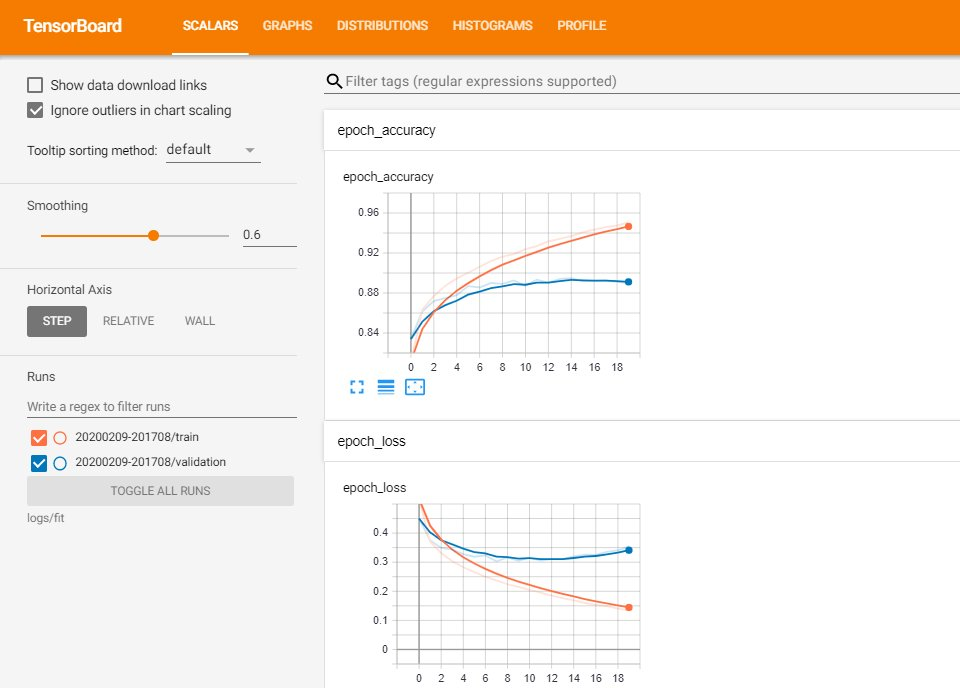 TensorBoard SCALARS GRAPHS DISTRIBUTIONS HISTOGRAMS PROFILE
Show data download links
Ignore outliers in chart scaling
Tooltip sorting method: default
Smoothing
0.6
Horizontal Axis
STEP RELATIVE WALL
Runs
Write a regex to filter runs
20200209-201708/train
20200209-201708/validation
TOGGLE ALL RUNS
logs/fit
Filter tags (regular expressions supported)
epoch_accuracy
epoch_accuracy
0.96
0.92
0.88
0.84
0 2 4 6 8 10 12 14 16 18
epoch_loss
epoch_loss
0.4
0.3
0.2
0.1
0
0 2 4 6 8 10 12 14 16 18